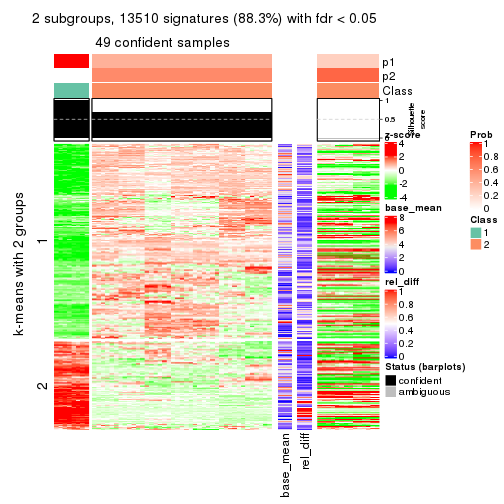 2 subgroups, 13510 signatures (88.3%) with fdr < 0.05
49 confident samples
p1
p2
Class
1
0.5
0
Silhouette
score
k-means with 2 groups
1
2
base_mean
rel_diff
z-score
4
2
0
-2
-4
base_mean
8
6
4
2
0
rel_diff
1
0.8
0.6
0.4
0.2
0
Status (barplots)
confident
ambiguous
Prob
1
0.8
0.6
0.4
0.2
0
Class
1
2